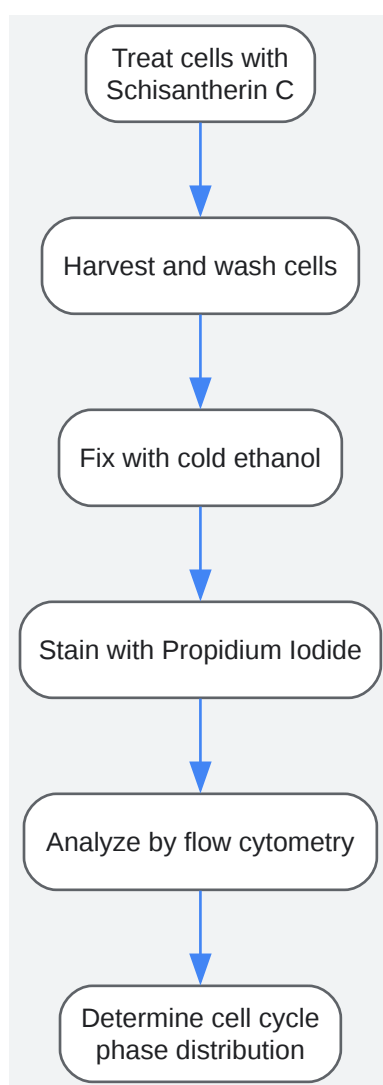 Treat cells with
Schisantherin C
Harvest and wash cells
Fix with cold ethanol
Stain with Propidium Iodide
Analyze by flow cytometry
Determine cell cycle
phase distribution